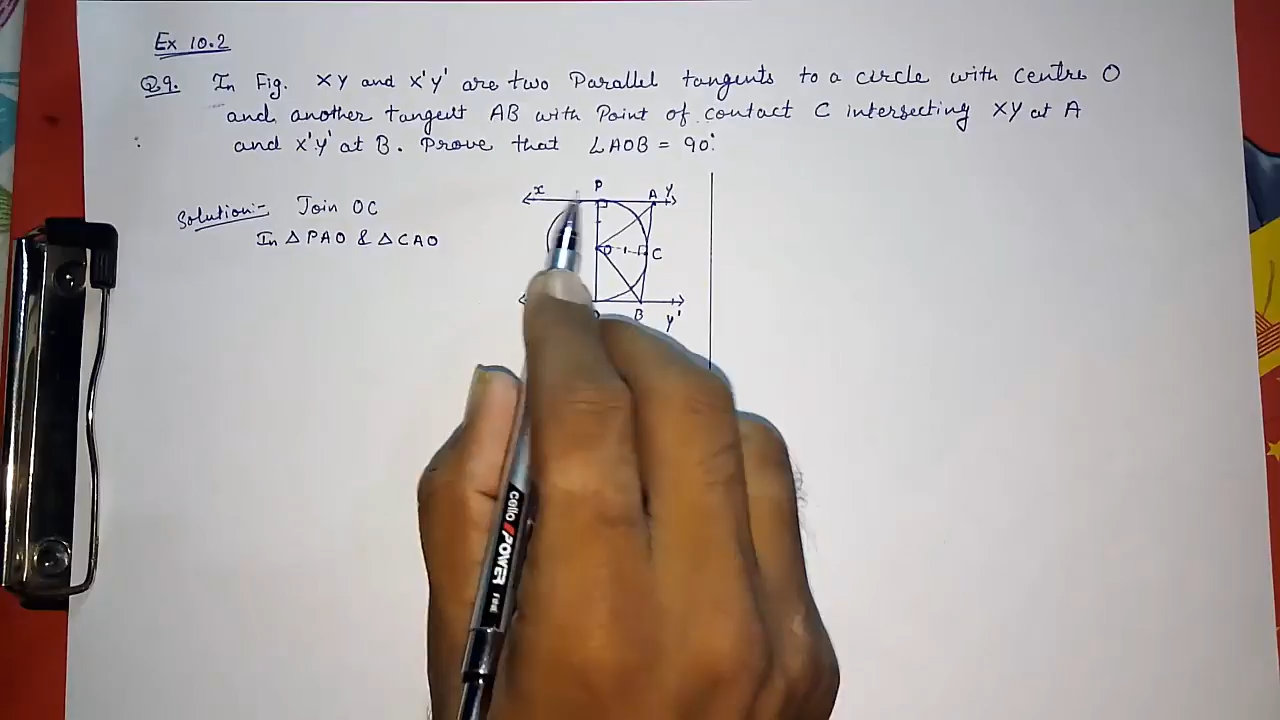 Ex 10.2
Q9. In Fig. XY and X'Y' are two Parallel tangents to a circle with centre O
and another tangent AB with Point of contact C intersecting XY at A
and X'Y' at B. Prove that ∠AOB = 90°
Solution:- Join OC
In △PAO & △CAO
X P A Y
O C
B Y'
cello POWER